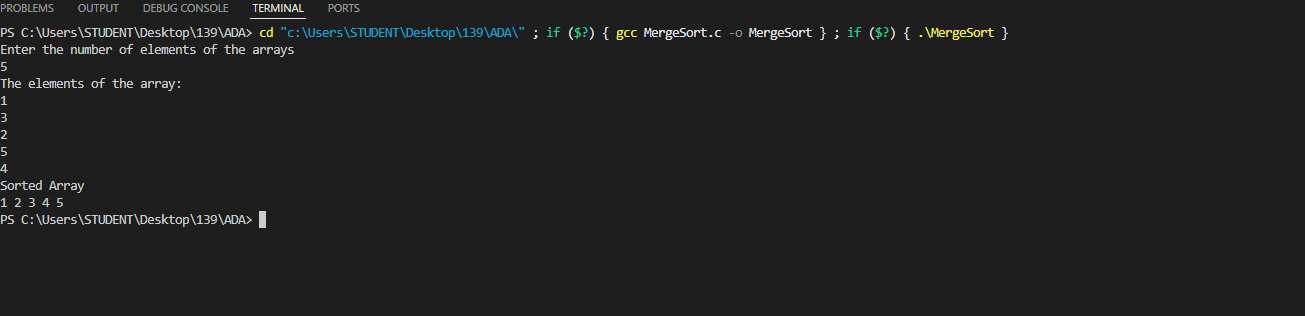 PROBLEMS OUTPUT DEBUG CONSOLE TERMINAL PORTS
PS C:\Users\STUDENT\Desktop\139\ADA> cd "c:\Users\STUDENT\Desktop\139\ADA\" ; if ($?) { gcc MergeSort.c -o MergeSort } ; if ($?) { .\MergeSort }
Enter the number of elements of the arrays
5
The elements of the array:
1
3
2
5
4
Sorted Array
1 2 3 4 5
PS C:\Users\STUDENT\Desktop\139\ADA>